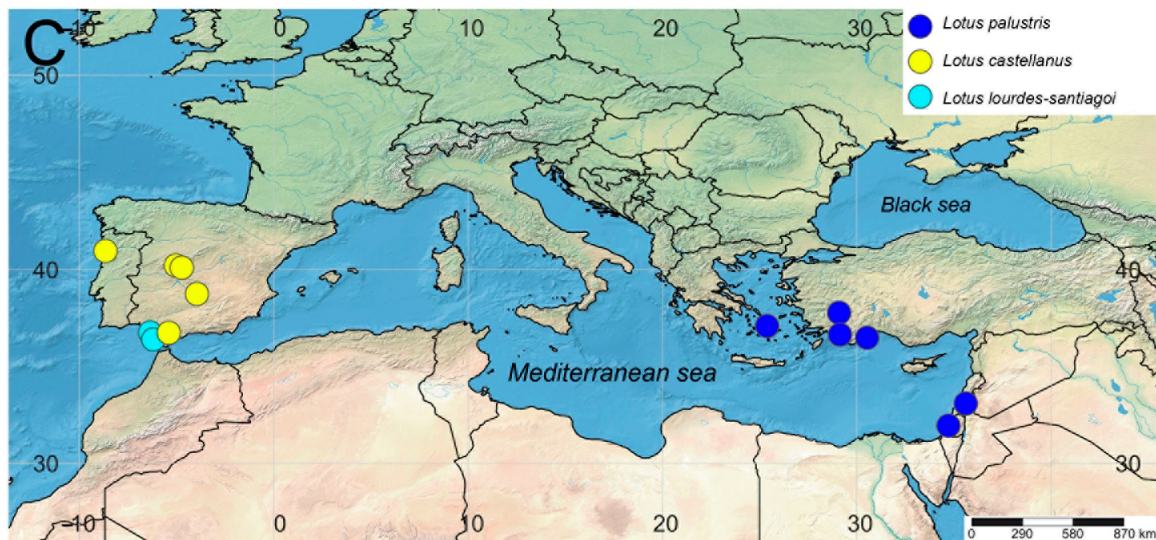 C
10 0 10 20 30
Lotus palustris
Lotus castellanus
Lotus lourdes-santiagoi
50
Black sea
40 40
Mediterranean sea
30 30
-10 0 20 30
0 290 580 870 km